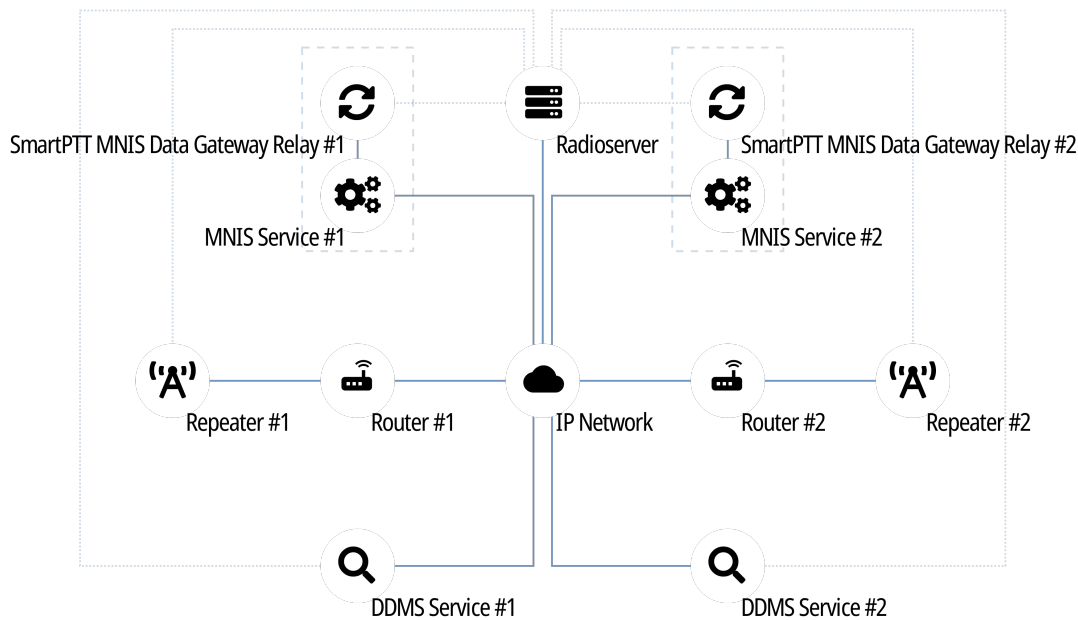 SmartPTT MNIS Data Gateway Relay #1
Radioserver
SmartPTT MNIS Data Gateway Relay #2
MNIS Service #1
MNIS Service #2
Repeater #1
Router #1
IP Network
Router #2
Repeater #2
DDMS Service #1
DDMS Service #2